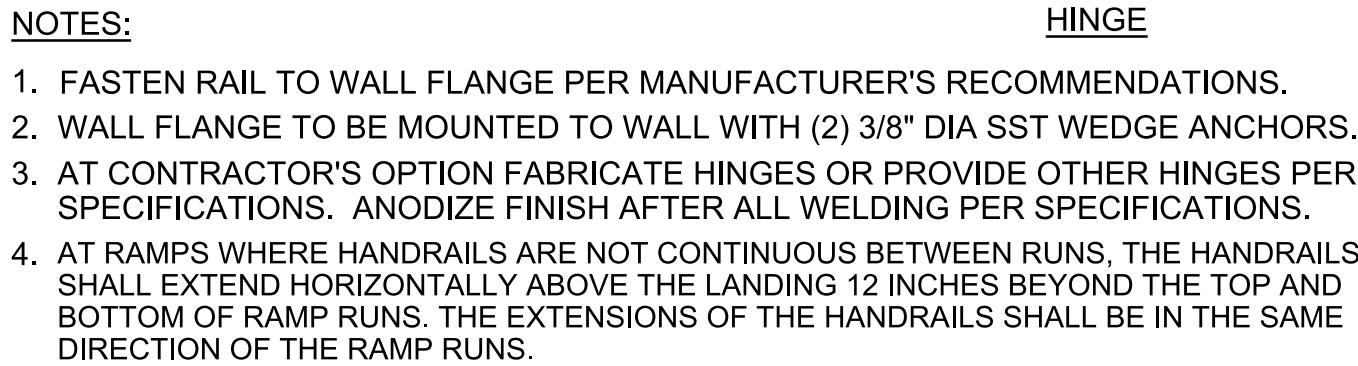 NOTES:
HINGE
1. FASTEN RAIL TO WALL FLANGE PER MANUFACTURER'S RECOMMENDATIONS.
2. WALL FLANGE TO BE MOUNTED TO WALL WITH (2) 3/8" DIA SST WEDGE ANCHORS.
3. AT CONTRACTOR'S OPTION FABRICATE HINGES OR PROVIDE OTHER HINGES PER
SPECIFICATIONS. ANODIZE FINISH AFTER ALL WELDING PER SPECIFICATIONS.
4. AT RAMPS WHERE HANDRAILS ARE NOT CONTINUOUS BETWEEN RUNS, THE HANDRAILS
SHALL EXTEND HORIZONTALLY ABOVE THE LANDING 12 INCHES BEYOND THE TOP AND
BOTTOM OF RAMP RUNS. THE EXTENSIONS OF THE HANDRAILS SHALL BE IN THE SAME
DIRECTION OF THE RAMP RUNS.